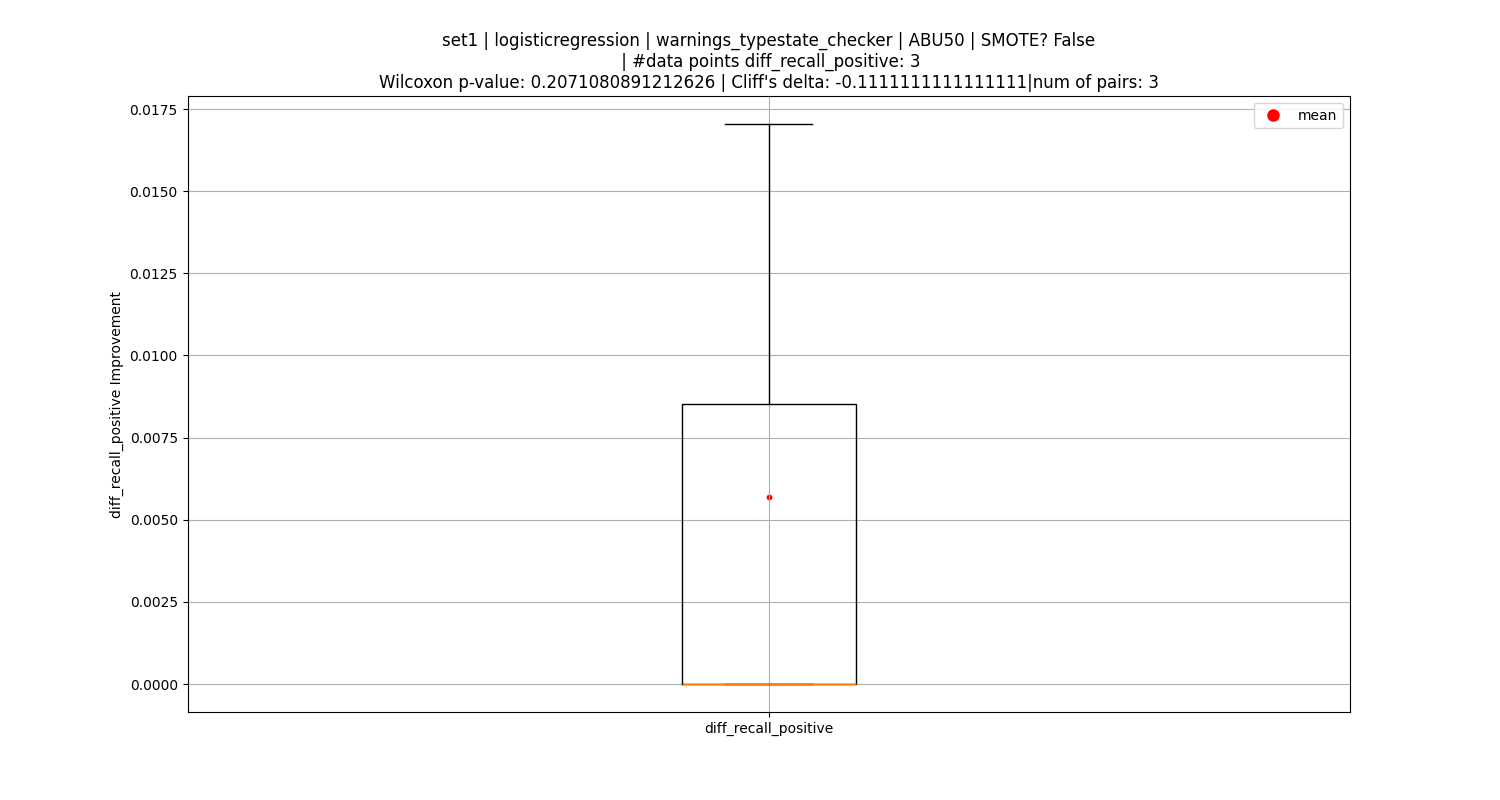 set1 | logisticregression | warnings_typestate_checker | ABU50 | SMOTE? False
| #data points diff_recall_positive: 3
Wilcoxon p-value: 0.2071080891212626 | Cliff's delta: -0.1111111111111111|num of pairs: 3
mean
0.0175
0.0150
0.0125
0.0100
0.0075
0.0050
0.0025
0.0000
diff_recall_positive Improvement
diff_recall_positive